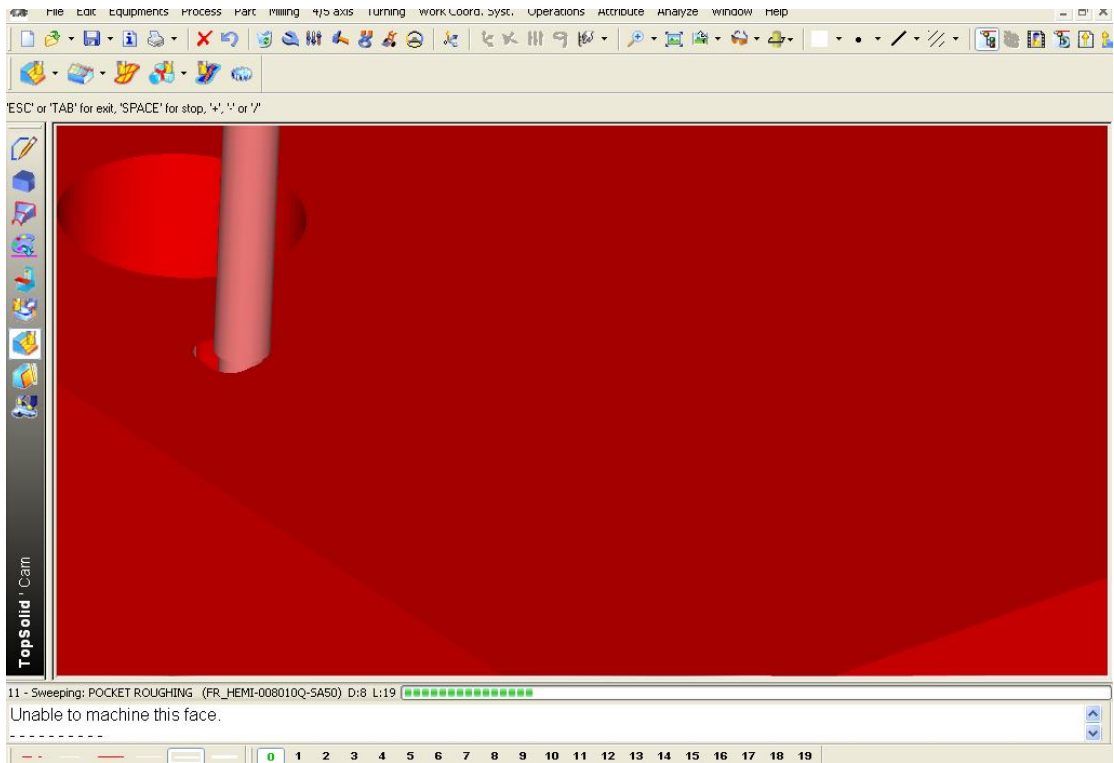 File Edit Equipments Process Part Milling 4/5 axis Turning Work Coord. Syst. Operations Attribute Analyze Window Help
'ESC' or 'TAB' for exit, 'SPACE' for stop, '+', '-' or '/'
TopSolid'Cam
11 - Sweeping: POCKET ROUGHING (FR_HEMI-008010Q-SA50) D:8 L:19
Unable to machine this face.
----------
0 1 2 3 4 5 6 7 8 9 10 11 12 13 14 15 16 17 18 19